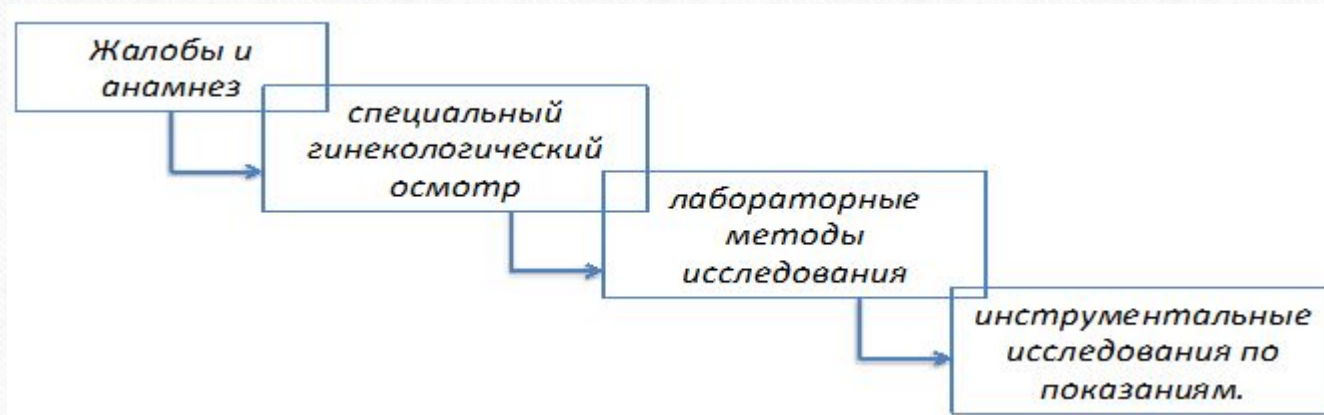 Жалобы и
анамнез
специальный
гинекологический
осмотр
лабораторные
методы
исследования
инструментальные
исследования по
показаниям.